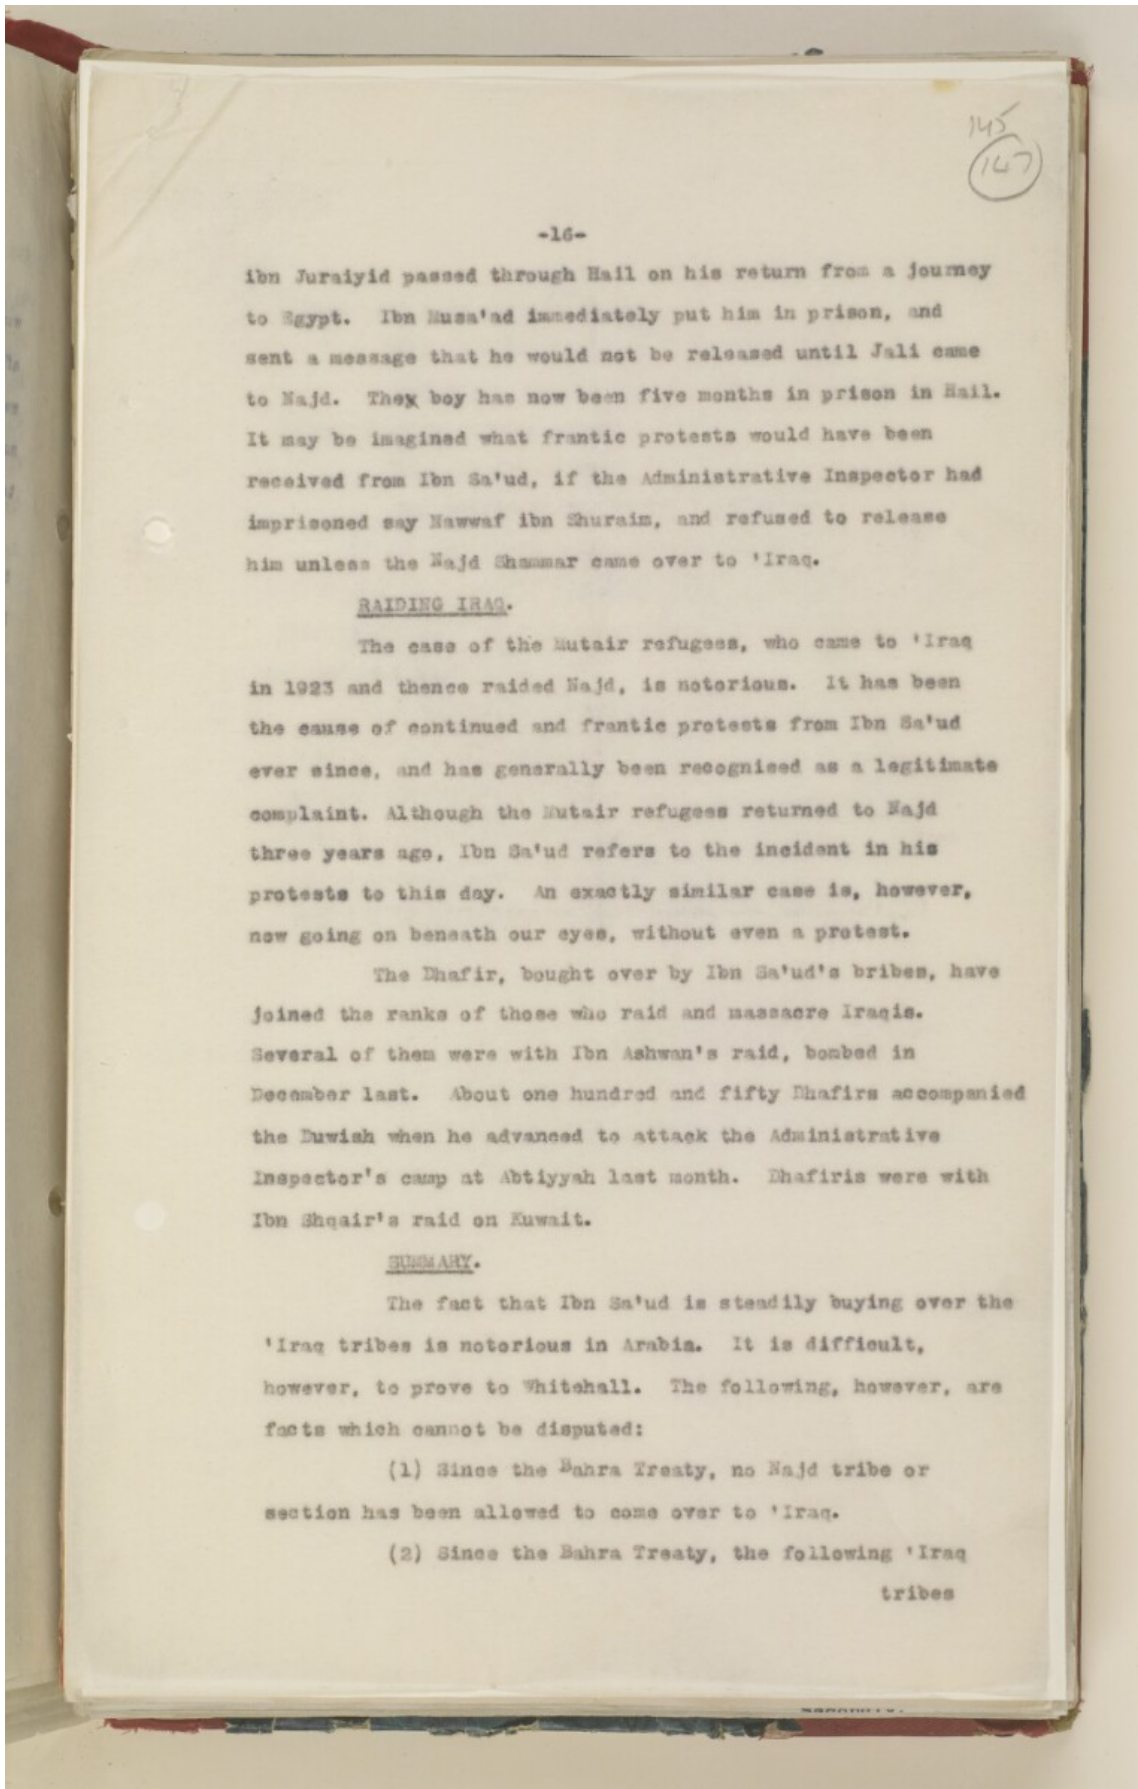 145
147
-16-
ibn Juraiyid passed through Hail on his return from a journey
to Egypt. Ibn Musa'ad immediately put him in prison, and
sent a message that he would not be released until Jali came
to Najd. They boy has now been five months in prison in Hail.
It may be imagined what frantic protests would have been
received from Ibn Sa'ud, if the Administrative Inspector had
imprisoned say Nawwaf ibn Shuraim, and refused to release
him unless the Najd Shammar came over to 'Iraq.
RAIDING IRAQ.
The case of the Mutair refugees, who came to 'Iraq
in 1923 and thence raided Najd, is notorious. It has been
the cause of continued and frantic protests from Ibn Sa'ud
ever since, and has generally been recognised as a legitimate
complaint. Although the Mutair refugees returned to Najd
three years ago, Ibn Sa'ud refers to the incident in his
protests to this day. An exactly similar case is, however,
now going on beneath our eyes, without even a protest.
The Dhafir, bought over by Ibn Sa'ud's bribes, have
joined the ranks of those who raid and massacre Iraqis.
Several of them were with Ibn Ashwan's raid, bombed in
December last. About one hundred and fifty Dhafirs accompanied
the Duwish when he advanced to attack the Administrative
Inspector's camp at Abtiyyah last month. Dhafiris were with
Ibn Shqair's raid on Kuwait.
SUMMARY.
The fact that Ibn Sa'ud is steadily buying over the
'Iraq tribes is notorious in Arabia. It is difficult,
however, to prove to Whitehall. The following, however, are
facts which cannot be disputed:
(1) Since the Bahra Treaty, no Najd tribe or
section has been allowed to come over to 'Iraq.
(2) Since the Bahra Treaty, the following 'Iraq
tribes